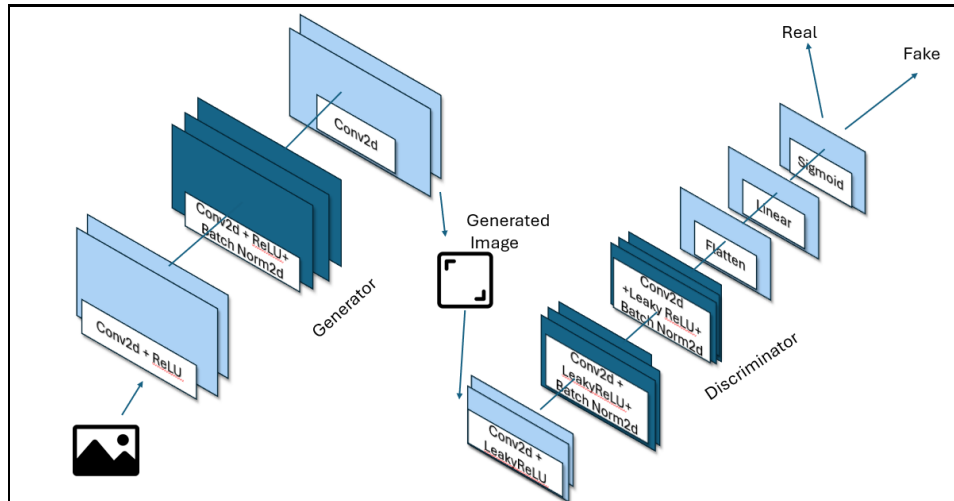 Real
Fake
Conv2d
Sigmoid
Conv2d + ReLU+
Batch Norm2d
Linear
Generated
Image
Flatten
Generator
Conv2d
+Leaky ReLU+
Batch Norm2d
Conv2d + ReLU
Discriminator
Conv2d +
LeakyReLU+
Batch Norm2d
Conv2d +
LeakyReLU